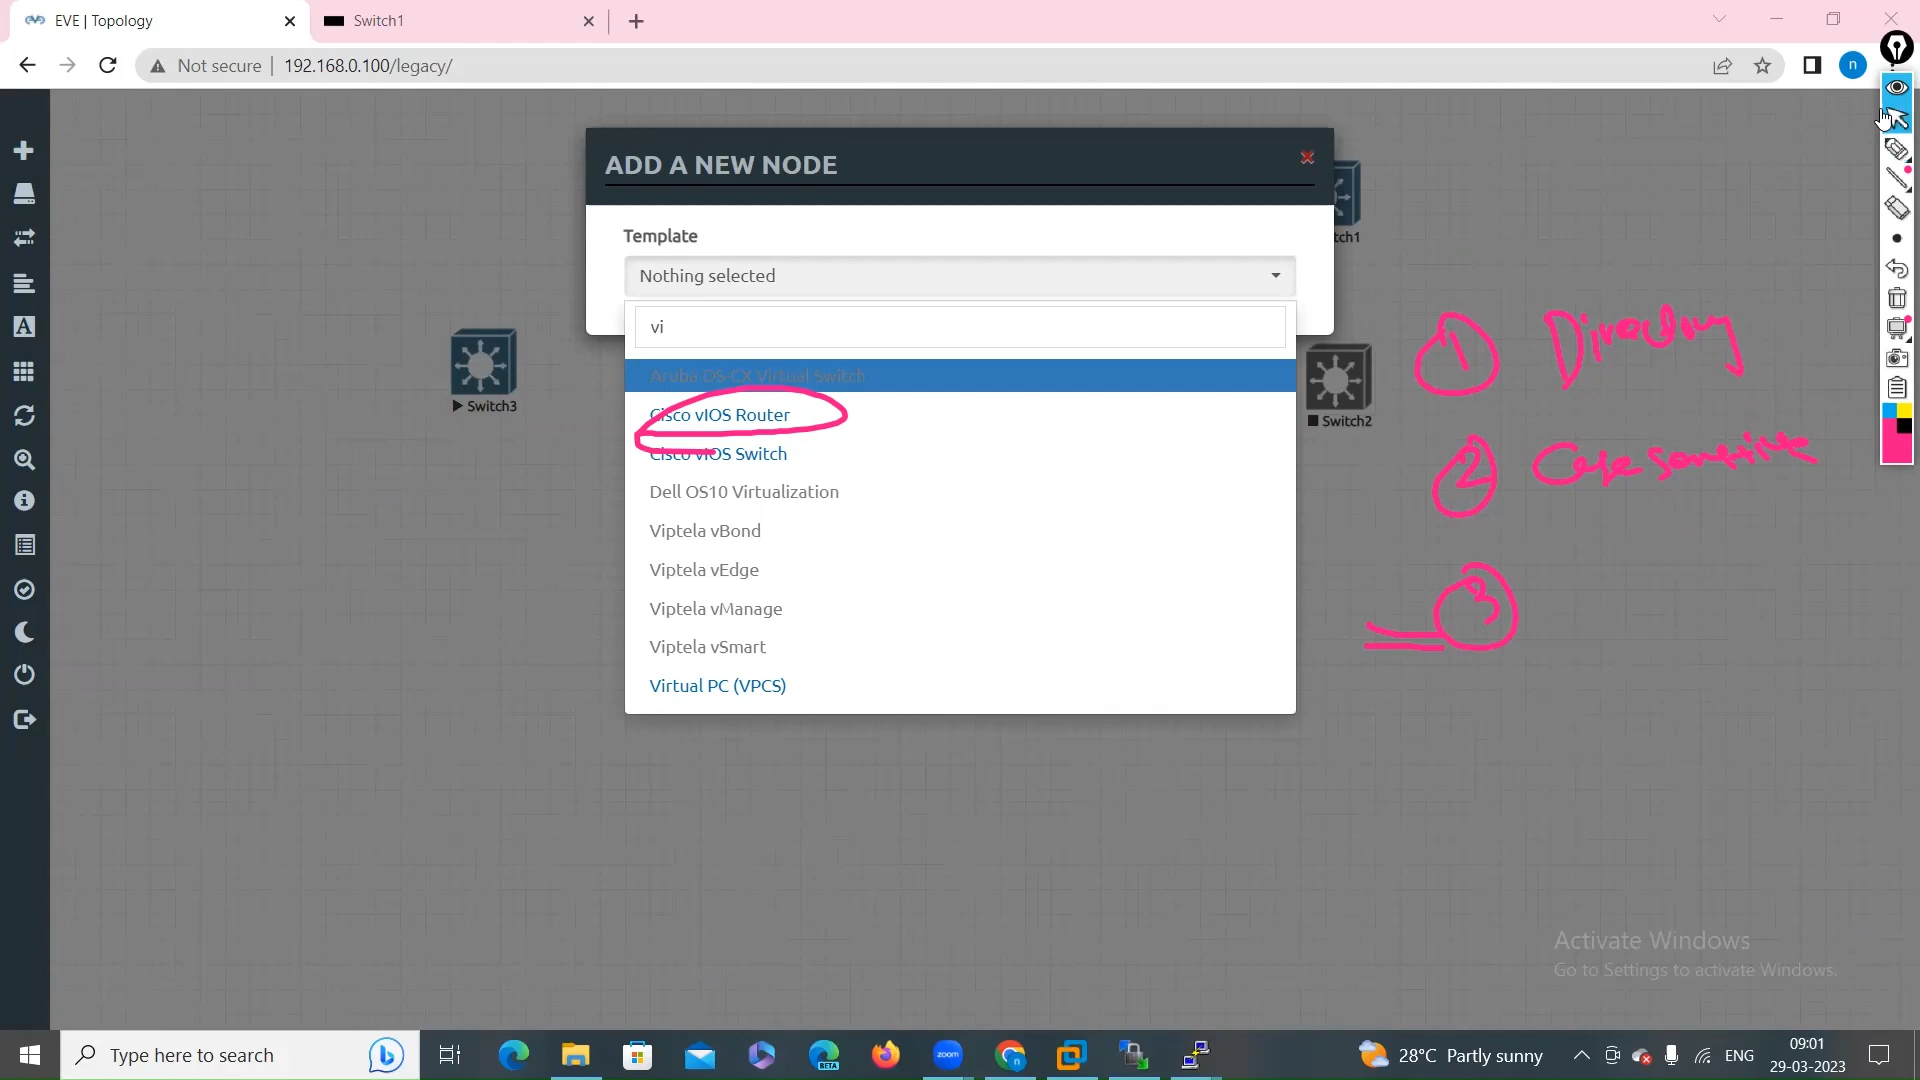 EVE | Topology
Switch1
Not secure
192.168.0.100/legacy/
n
ADD A NEW NODE
Template
Nothing selected
vi
Aruba OS-CX Virtual Switch
Cisco vIOS Router
Cisco vIOS Switch
Dell OS10 Virtualization
Viptela vBond
Viptela vEdge
Viptela vManage
Viptela vSmart
Virtual PC (VPCS)
tch1
Switch3
Switch2
1 Directory
2 Case sensitive
3
Activate Windows
Go to Settings to activate Windows.
Type here to search
BETA
zoom
n
28°C Partly sunny
ENG
09:01
29-03-2023